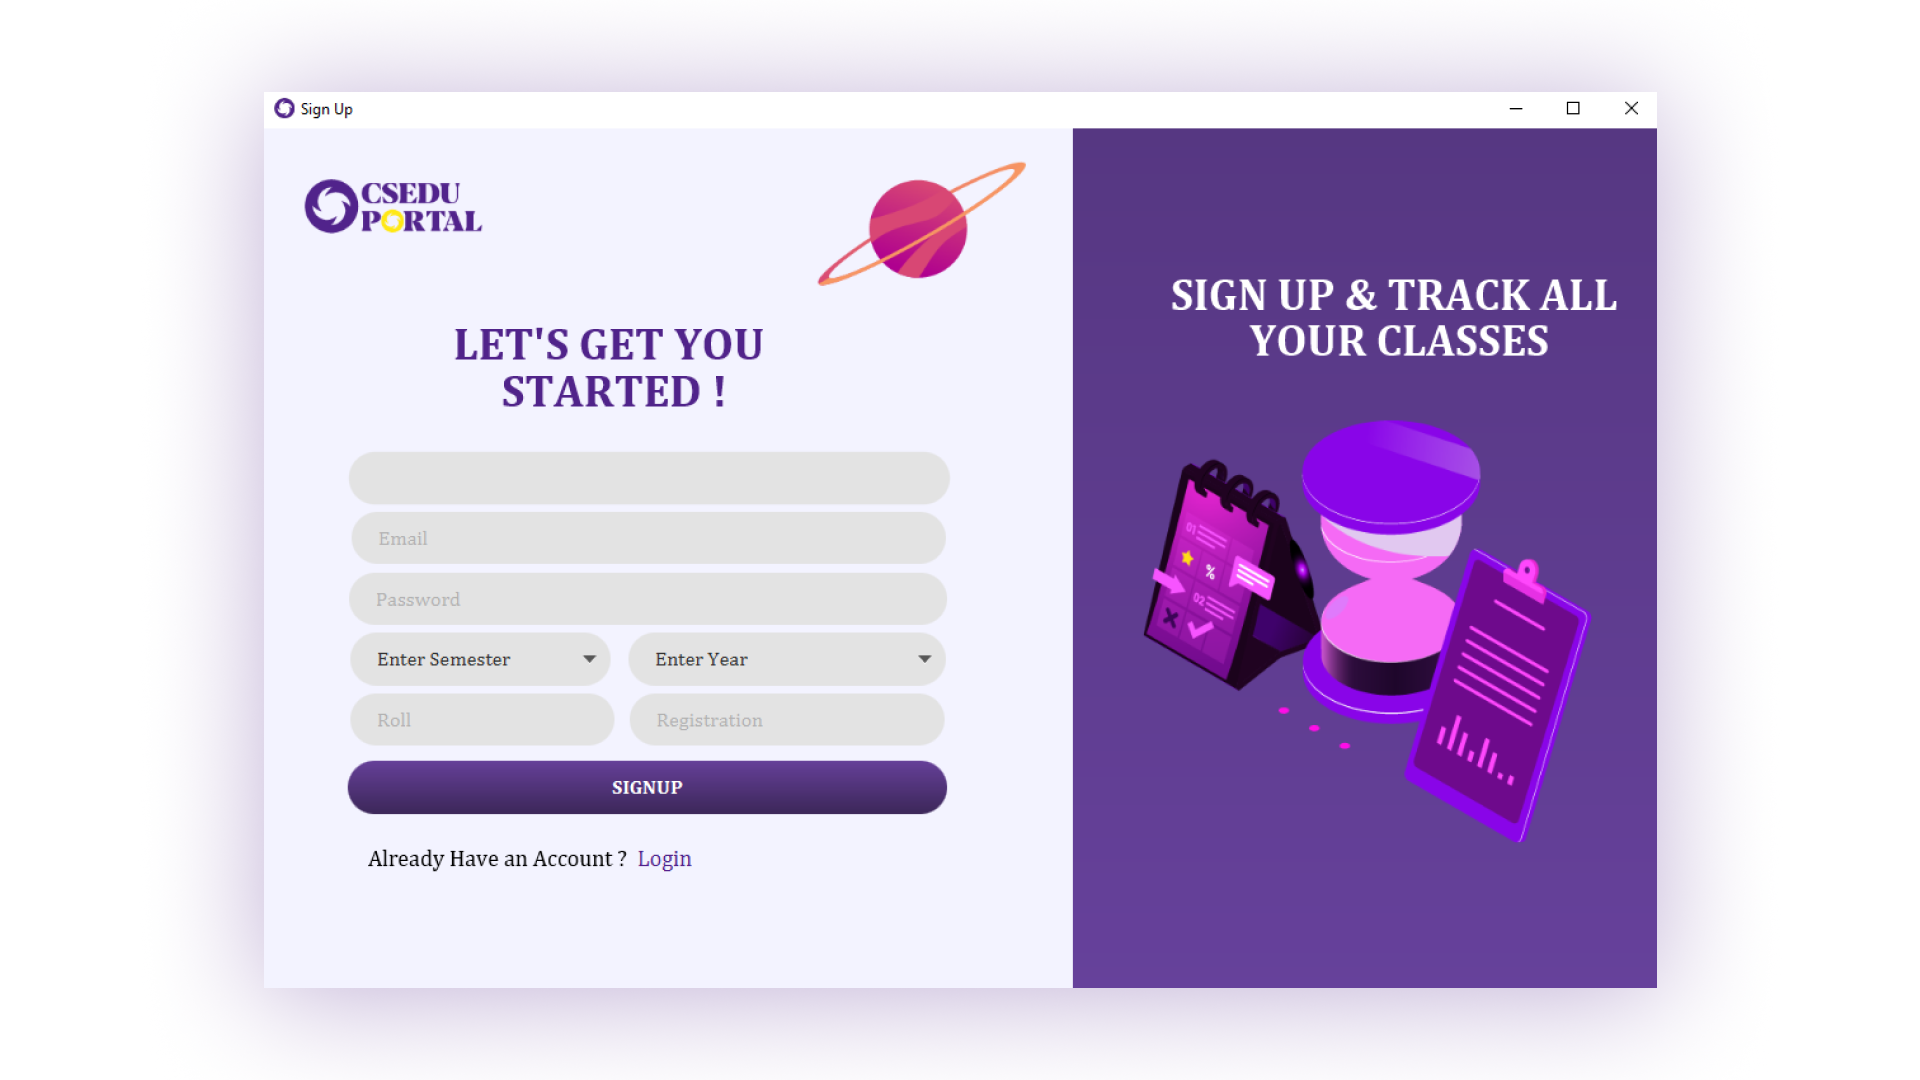 Sign Up
CSEDU
PORTAL
LET'S GET YOU
STARTED !
Email
Password
Enter Semester
Enter Year
Roll
Registration
SIGNUP
Already Have an Account ? Login
SIGN UP & TRACK ALL
YOUR CLASSES
01
%
02